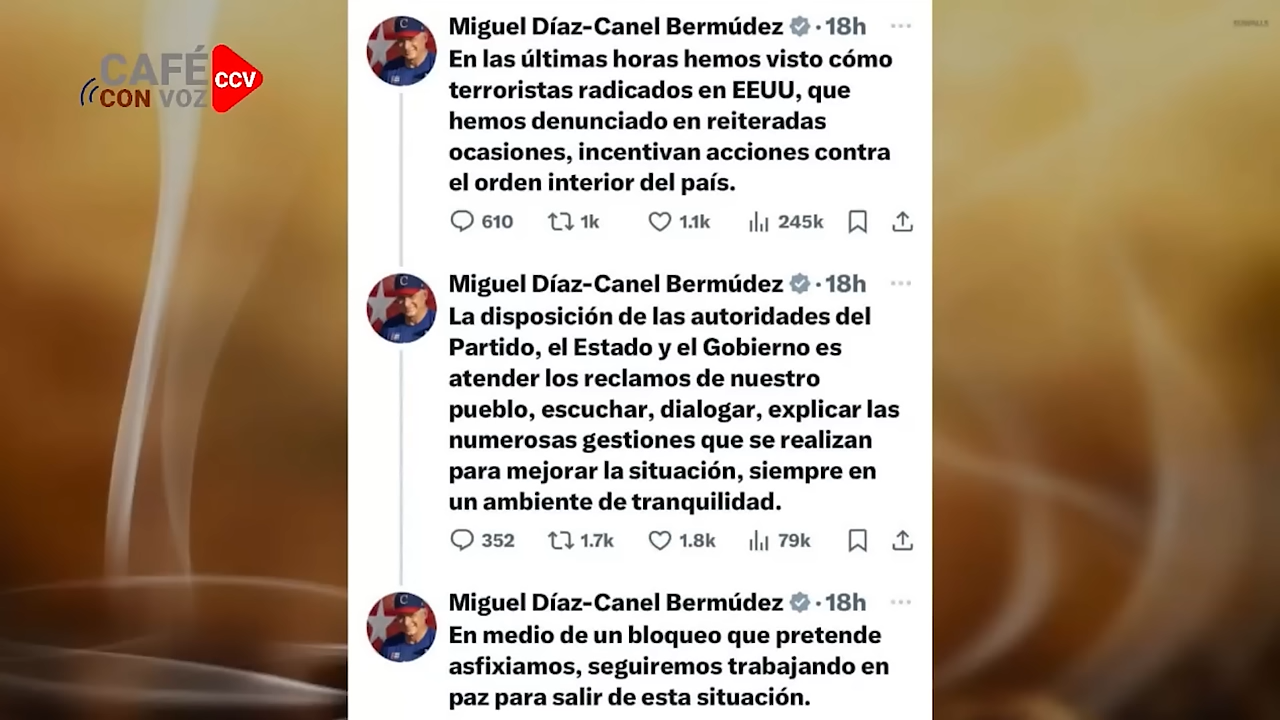 CAFÉ
CON VOZ
CCV
Miguel Díaz-Canel Bermúdez · 18h
En las últimas horas hemos visto cómo
terroristas radicados en EEUU, que
hemos denunciado en reiteradas
ocasiones, incentivan acciones contra
el orden interior del país.
610 1k 1.1k 245k
Miguel Díaz-Canel Bermúdez · 18h
La disposición de las autoridades del
Partido, el Estado y el Gobierno es
atender los reclamos de nuestro
pueblo, escuchar, dialogar, explicar las
numerosas gestiones que se realizan
para mejorar la situación, siempre en
un ambiente de tranquilidad.
352 1.7k 1.8k 79k
Miguel Díaz-Canel Bermúdez · 18h
En medio de un bloqueo que pretende
asfixiarnos, seguiremos trabajando en
paz para salir de esta situación.
C
C
C